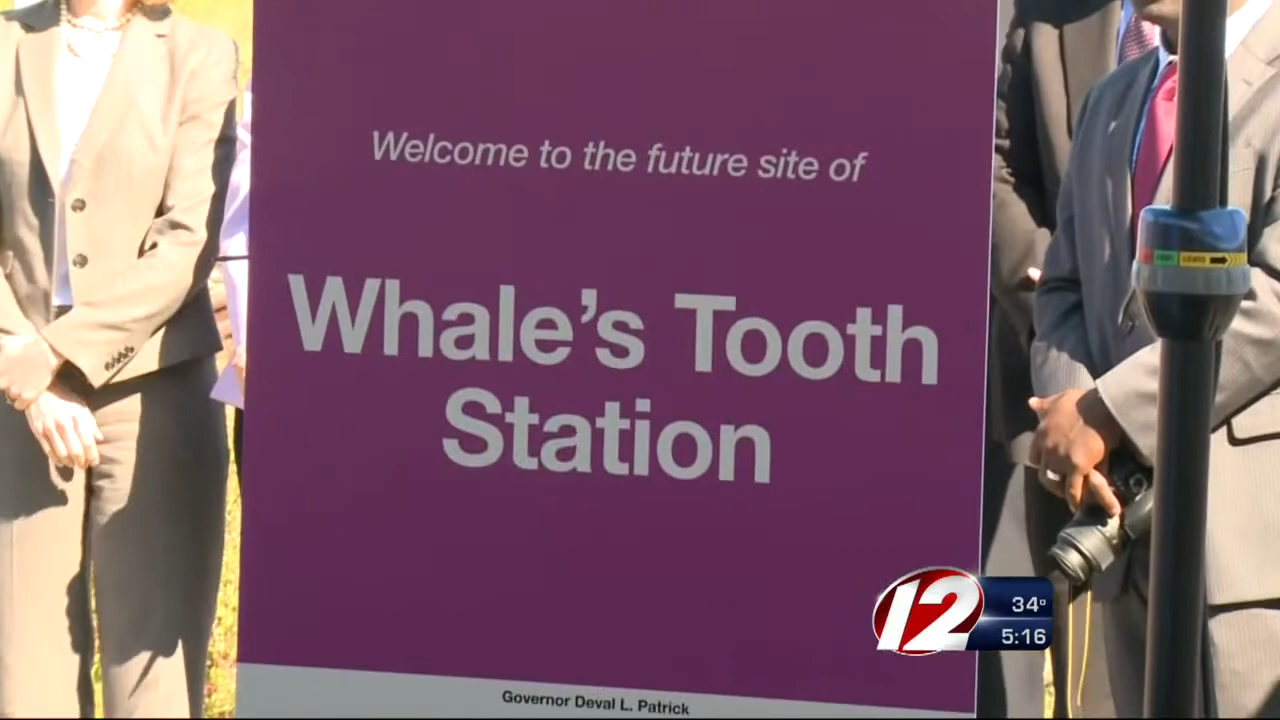 Welcome to the future site of
Whale's Tooth
Station
Governor Deval L. Patrick
12
34°
5:16